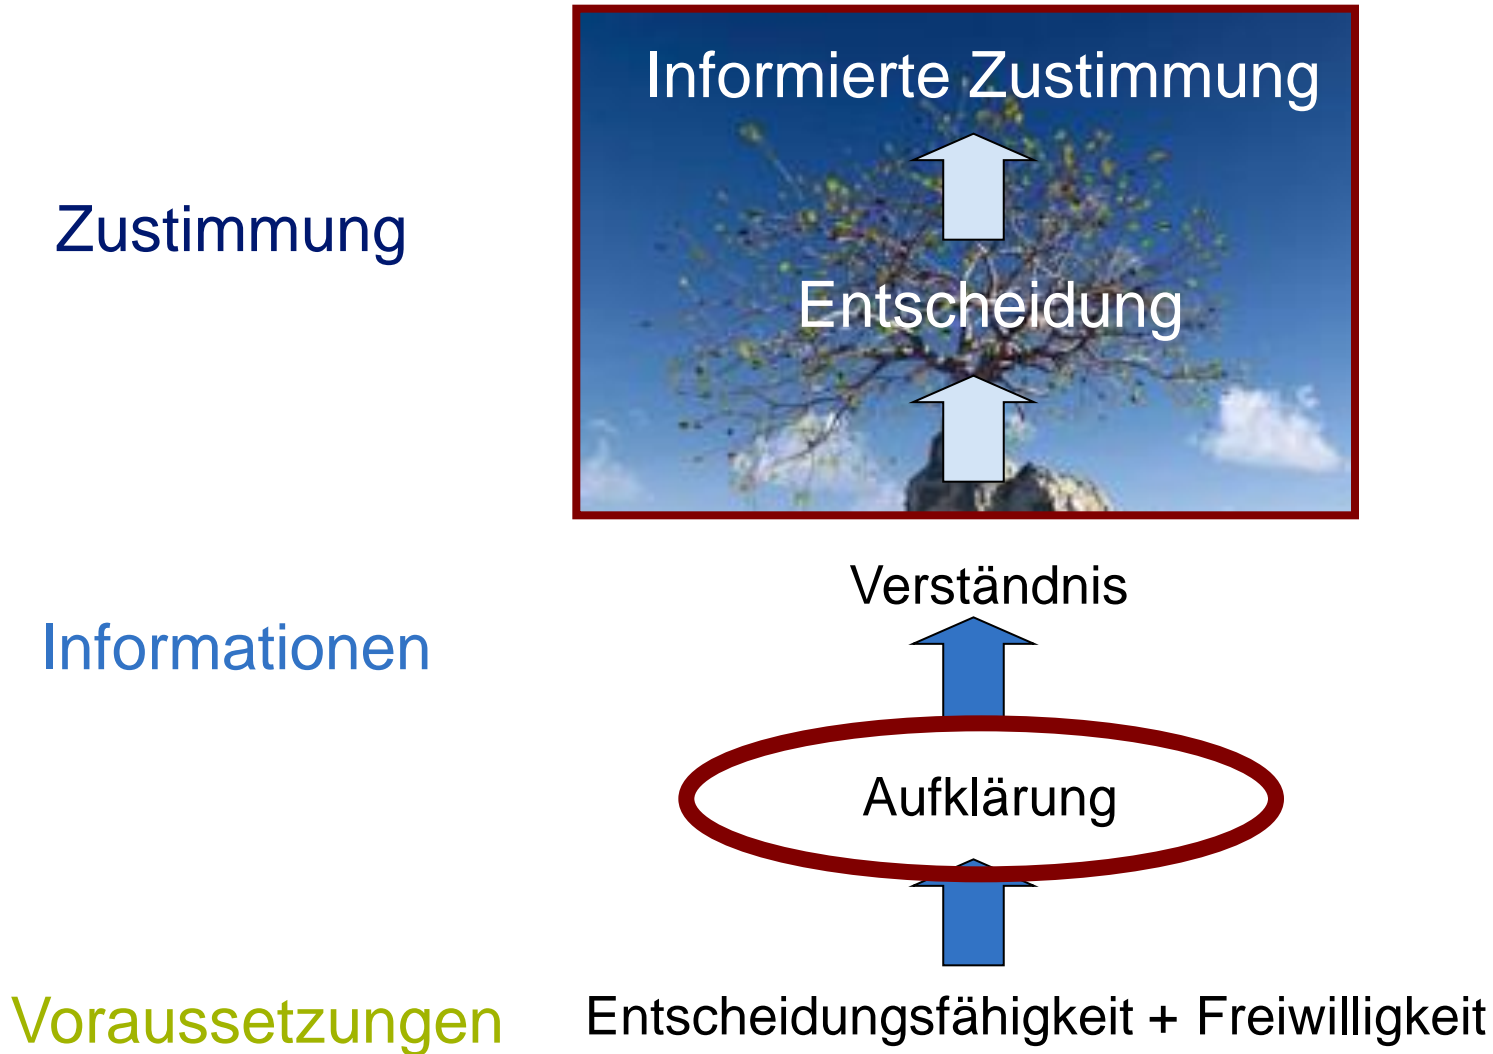 Informierte Zustimmung
Zustimmung
Entscheidung
Verständnis
Informationen
Aufklärung
Voraussetzungen
Entscheidungsfähigkeit + Freiwilligkeit